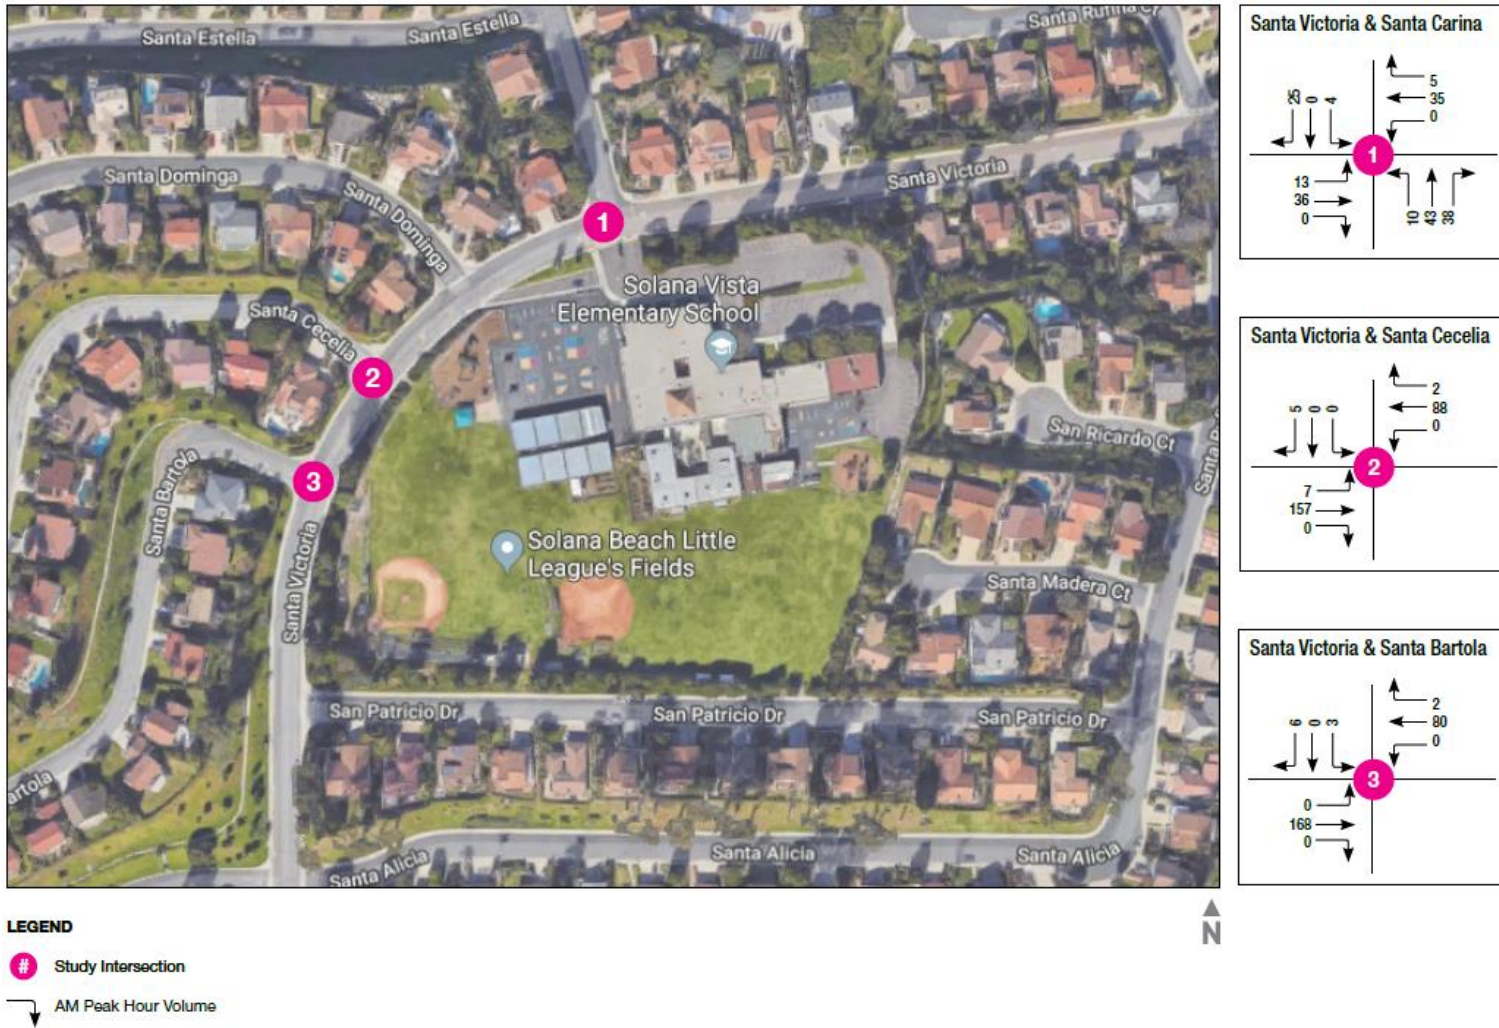 Santa Estella
Santa Estella
Santa Rufina Ct
Santa Dominga
Santa Dominga
Santa Victoria
1
Solana Vista
Elementary School
Santa Cecelia
2
San Ricardo Ct
Santa Bartola
3
Santa Victoria
Solana Beach Little
League's Fields
Santa Madera Ct
San Patricio Dr
San Patricio Dr
San Patricio Dr
artola
Santa Alicia
Santa Alicia
Santa Alicia
Santa Victoria & Santa Carina
25 0 4
5
35
0
1
13
36
0
10 43 38
Santa Victoria & Santa Cecelia
5 0 0
2
88
0
2
7
157
0
Santa Victoria & Santa Bartola
6 0 3
2
80
0
3
0
168
0
N
LEGEND
# Study Intersection
AM Peak Hour Volume